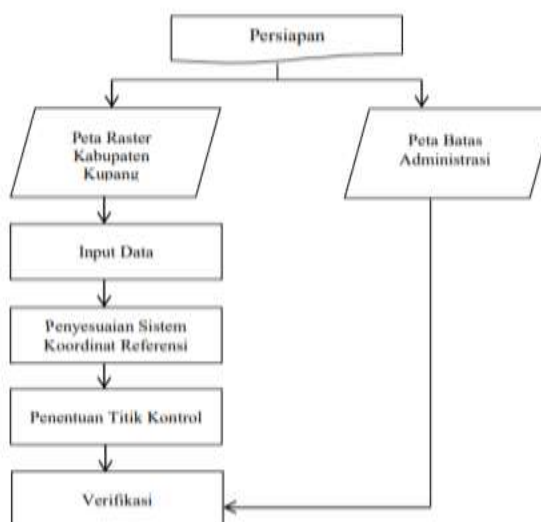 Persiapan
Peta Raster
Kabupaten
Kupang
Peta Batas
Administrasi
Input Data
Penyesuaian Sistem
Koordinat Referensi
Penentuan Titik Kontrol
Verifikasi